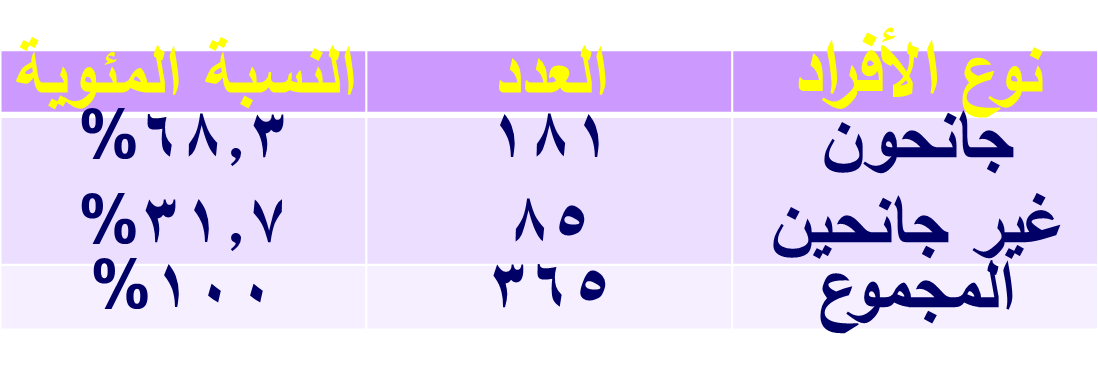 نوع الأفراد العدد النسبة المئوية
جانحون ١٨١ ٦٨,٣%
غير جانحين ٨٥ ٣١,٧%
المجموع ٣٦٥ ١٠٠%